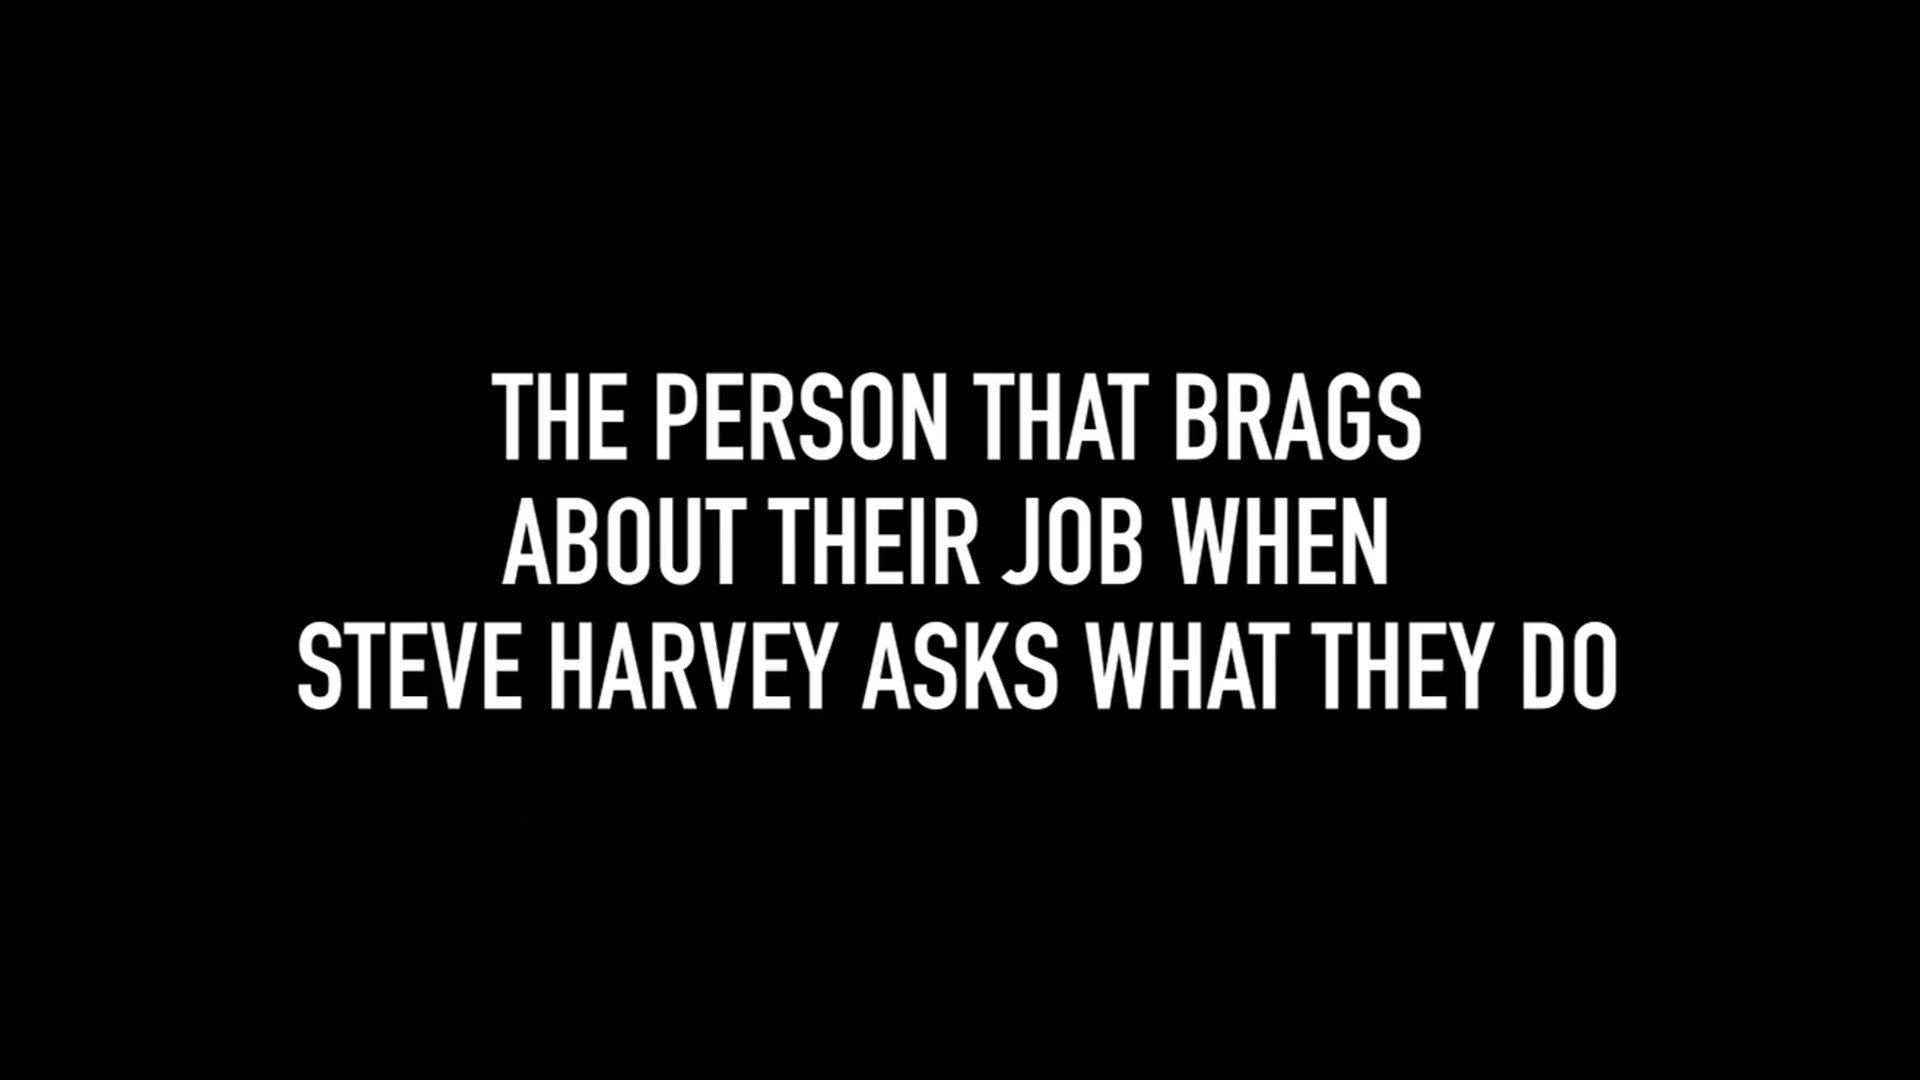 THE PERSON THAT BRAGS
ABOUT THEIR JOB WHEN
STEVE HARVEY ASKS WHAT THEY DO